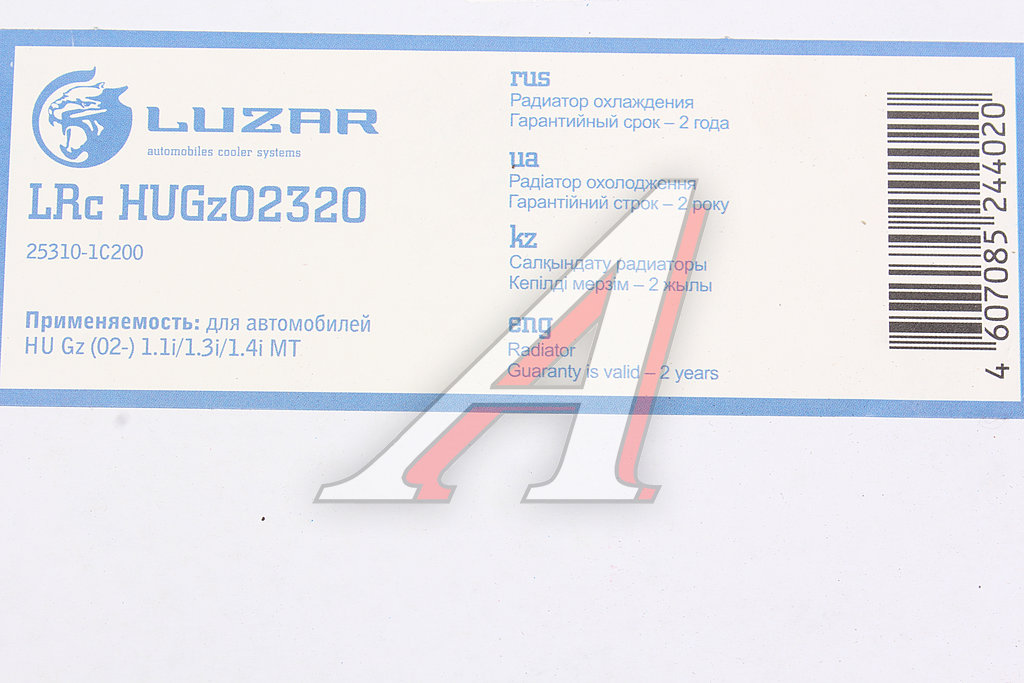 LUZAR
automobiles cooler systems
LRc HUGz02320
25310-1C200
Применяемость: для автомобилей
HU Gz (02-) 1.1i/1.3i/1.4i MT
rus
Радиатор охлаждения
Гарантийный срок – 2 года
ua
Радіатор охолодження
Гарантійний строк – 2 року
kz
Салқындату радиаторы
Кепілді мерзім – 2 жылы
eng
Radiator
Guaranty is valid – 2 years
4 607085 244020